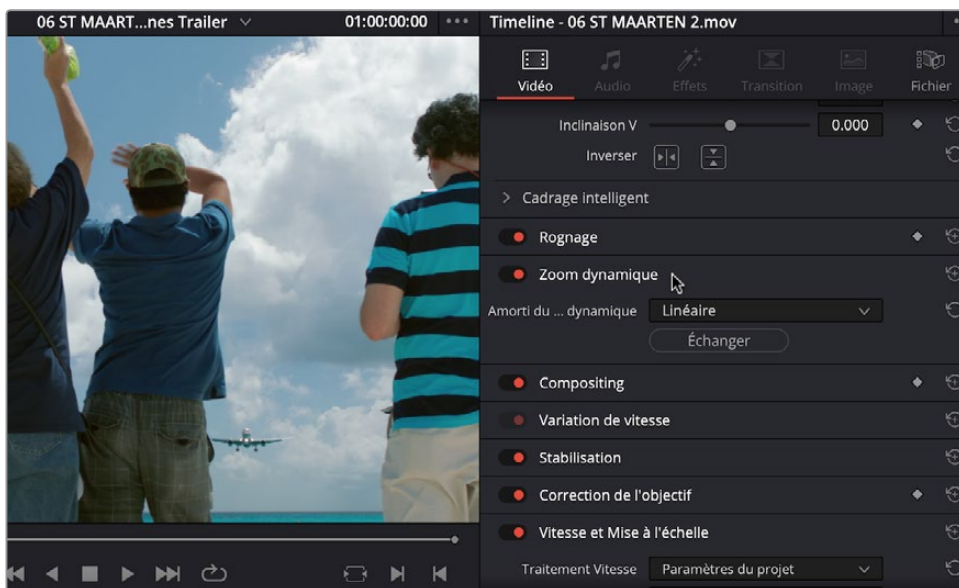 06 ST MAART...nes Trailer
01:00:00:00
Timeline - 06 ST MAARTEN 2.mov
Vidéo
Audio
Effets
Transition
Image
Fichier
Inclinaison V
0.000
Inverser
Cadrage intelligent
Rognage
Zoom dynamique
Amorti du ... dynamique
Linéaire
Échanger
Compositing
Variation de vitesse
Stabilisation
Correction de l'objectif
Vitesse et Mise à l'échelle
Traitement Vitesse
Paramètres du projet